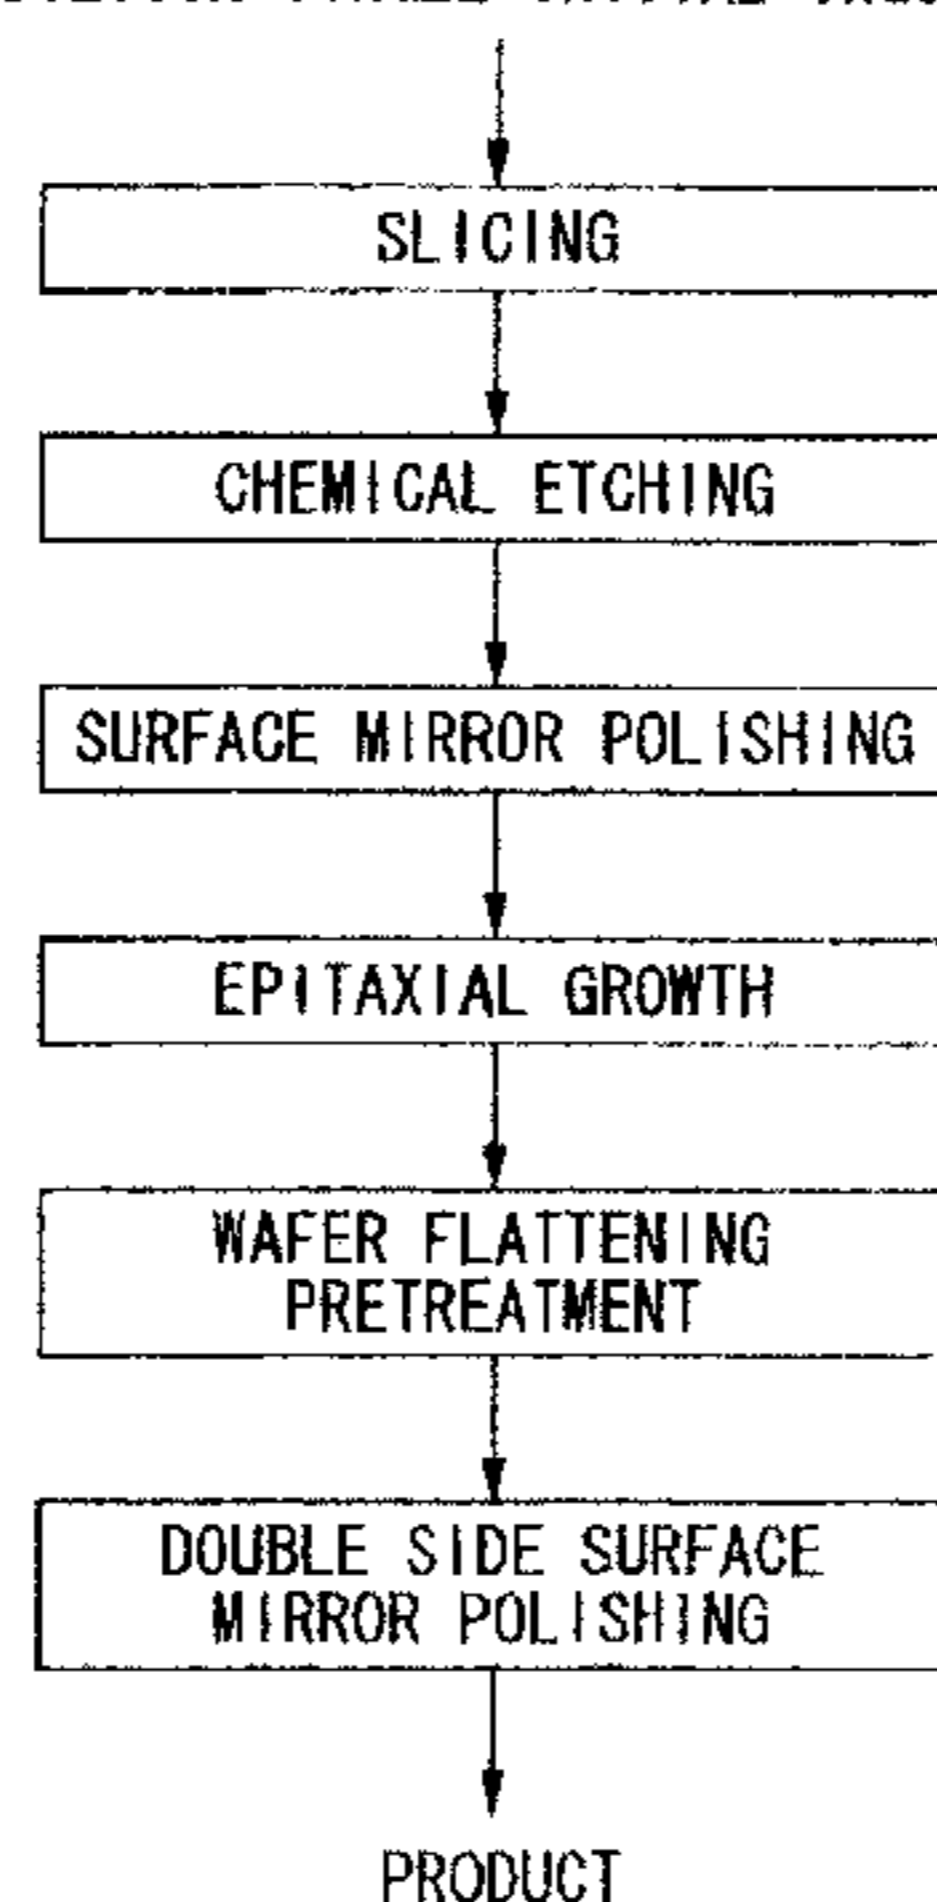 SLICING
CHEMICAL ETCHING
SURFACE MIRROR POLISHING
EPITAXIAL GROWTH
WAFER FLATTENING
PRETREATMENT
DOUBLE SIDE SURFACE
MIRROR POLISHING
PRODUCT